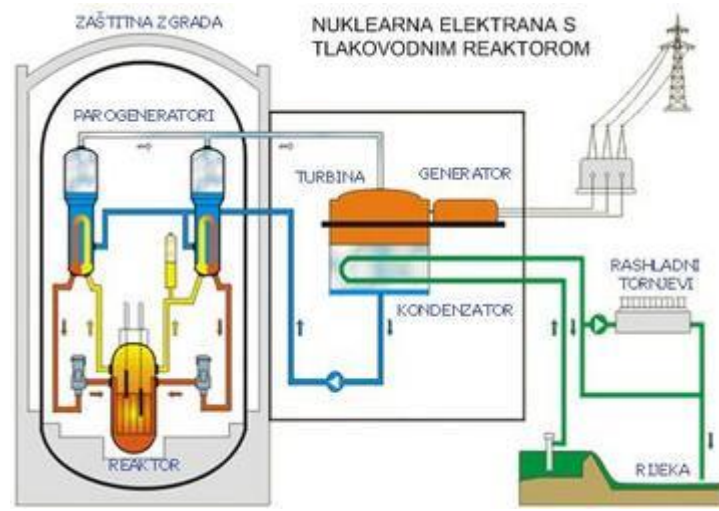 ZAŠTITNA ZGRADA
NUKLEARNA ELEKTRANA S
TLAKOVODNIM REAKTOROM
PAROGENERATORI
TURBINA
GENERATOR
RASHLADNI
TORNJEVI
KONDENZATOR
REAKTOR
RIJEKA